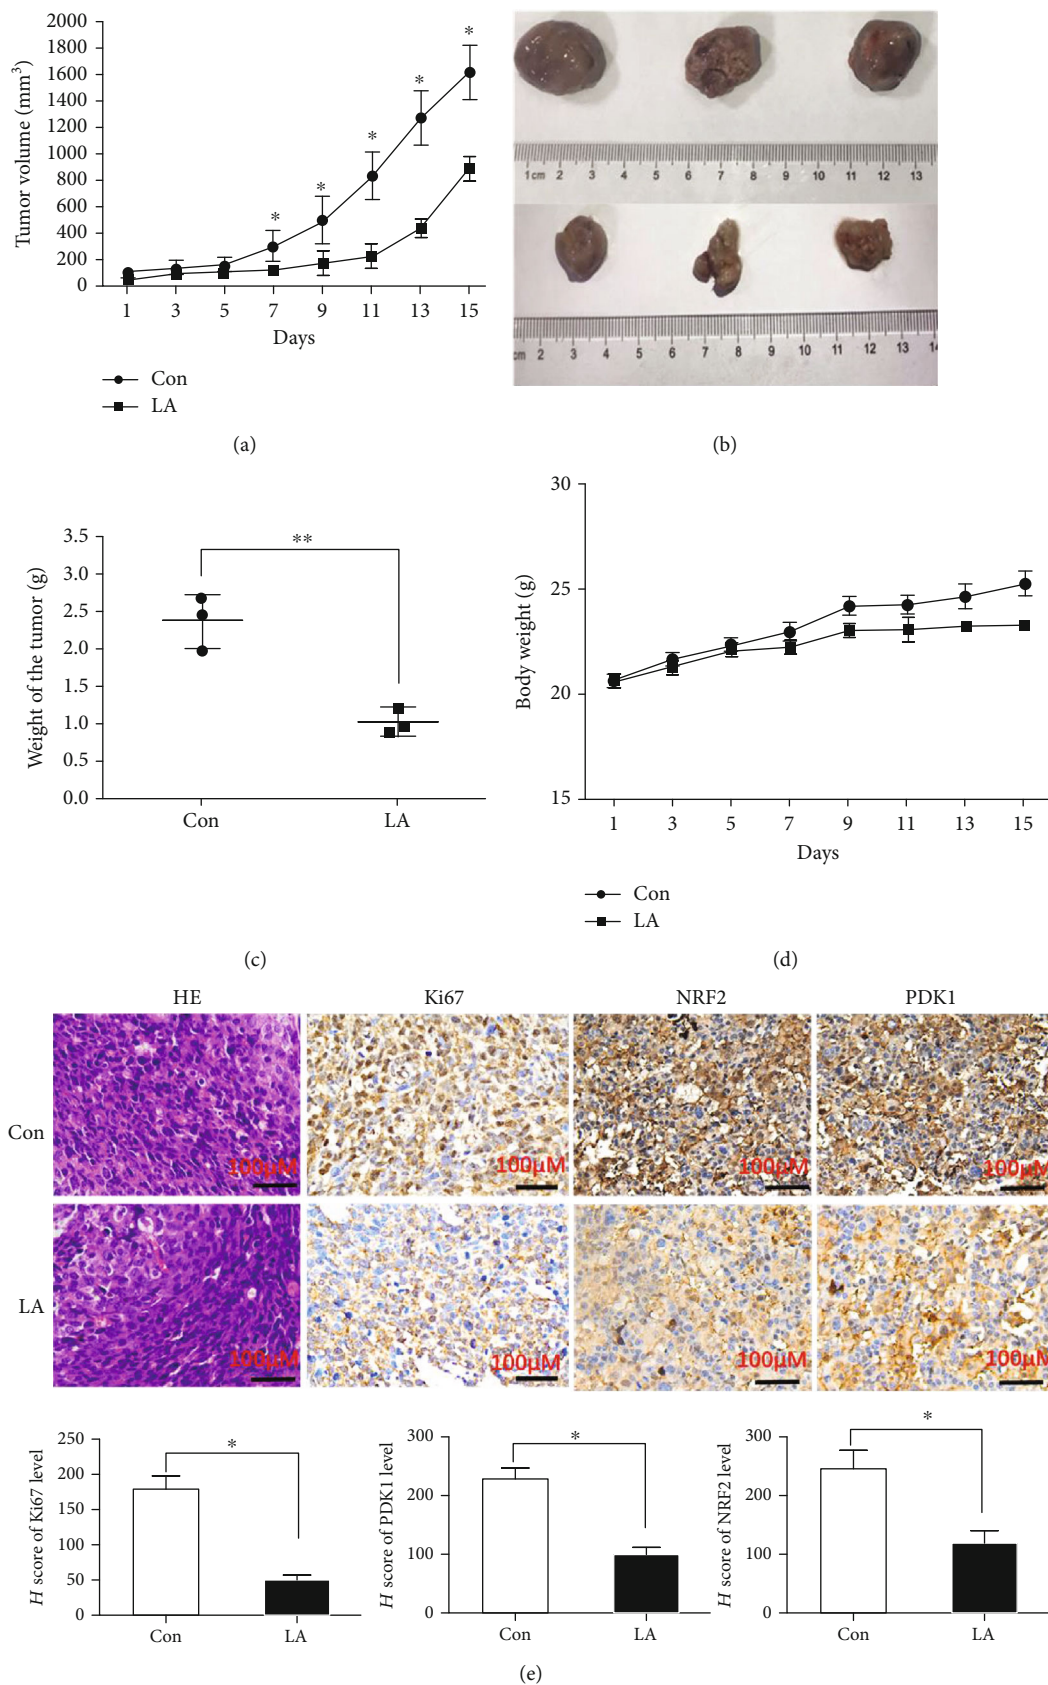 2000
1800
1600
1400
1200
1000
800
600
400
200
0
Tumor volume (mm³)
* * * * *
1 3 5 7 9 11 13 15
Days
Con
LA
(a)
1cm 2 3 4 5 6 7 8 9 10 11 12 13
cm 2 3 4 5 6 7 8 9 10 11 12 13 14
(b)
3.5
3.0
2.5
2.0
1.5
1.0
0.5
0.0
Weight of the tumor (g)
**
Con LA
(c)
30
25
20
15
Body weight (g)
1 3 5 7 9 11 13 15
Days
Con
LA
(d)
HE Ki67 NRF2 PDK1
Con
100μM 100μM 100μM 100μM
LA
100μM 100μM 100μM 100μM
250
200
150
100
50
0
H score of Ki67 level
*
Con LA
300
200
100
0
H score of PDK1 level
*
Con LA
300
200
100
0
H score of NRF2 level
*
Con LA
(e)